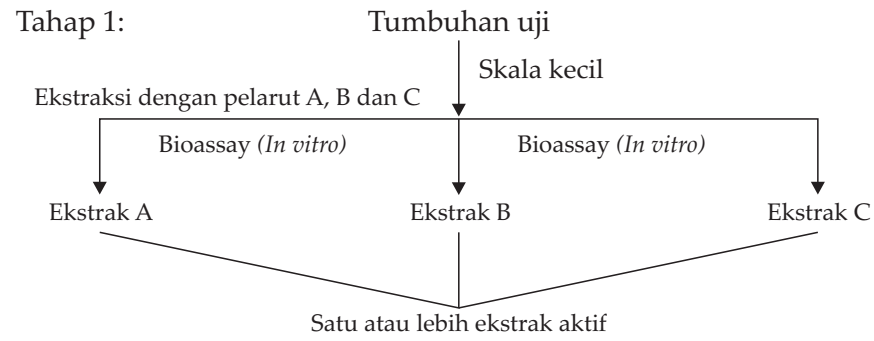 Tahap 1:
Tumbuhan uji
Skala kecil
Ekstraksi dengan pelarut A, B dan C
Bioassay (In vitro)
Bioassay (In vitro)
Ekstrak A
Ekstrak B
Ekstrak C
Satu atau lebih ekstrak aktif